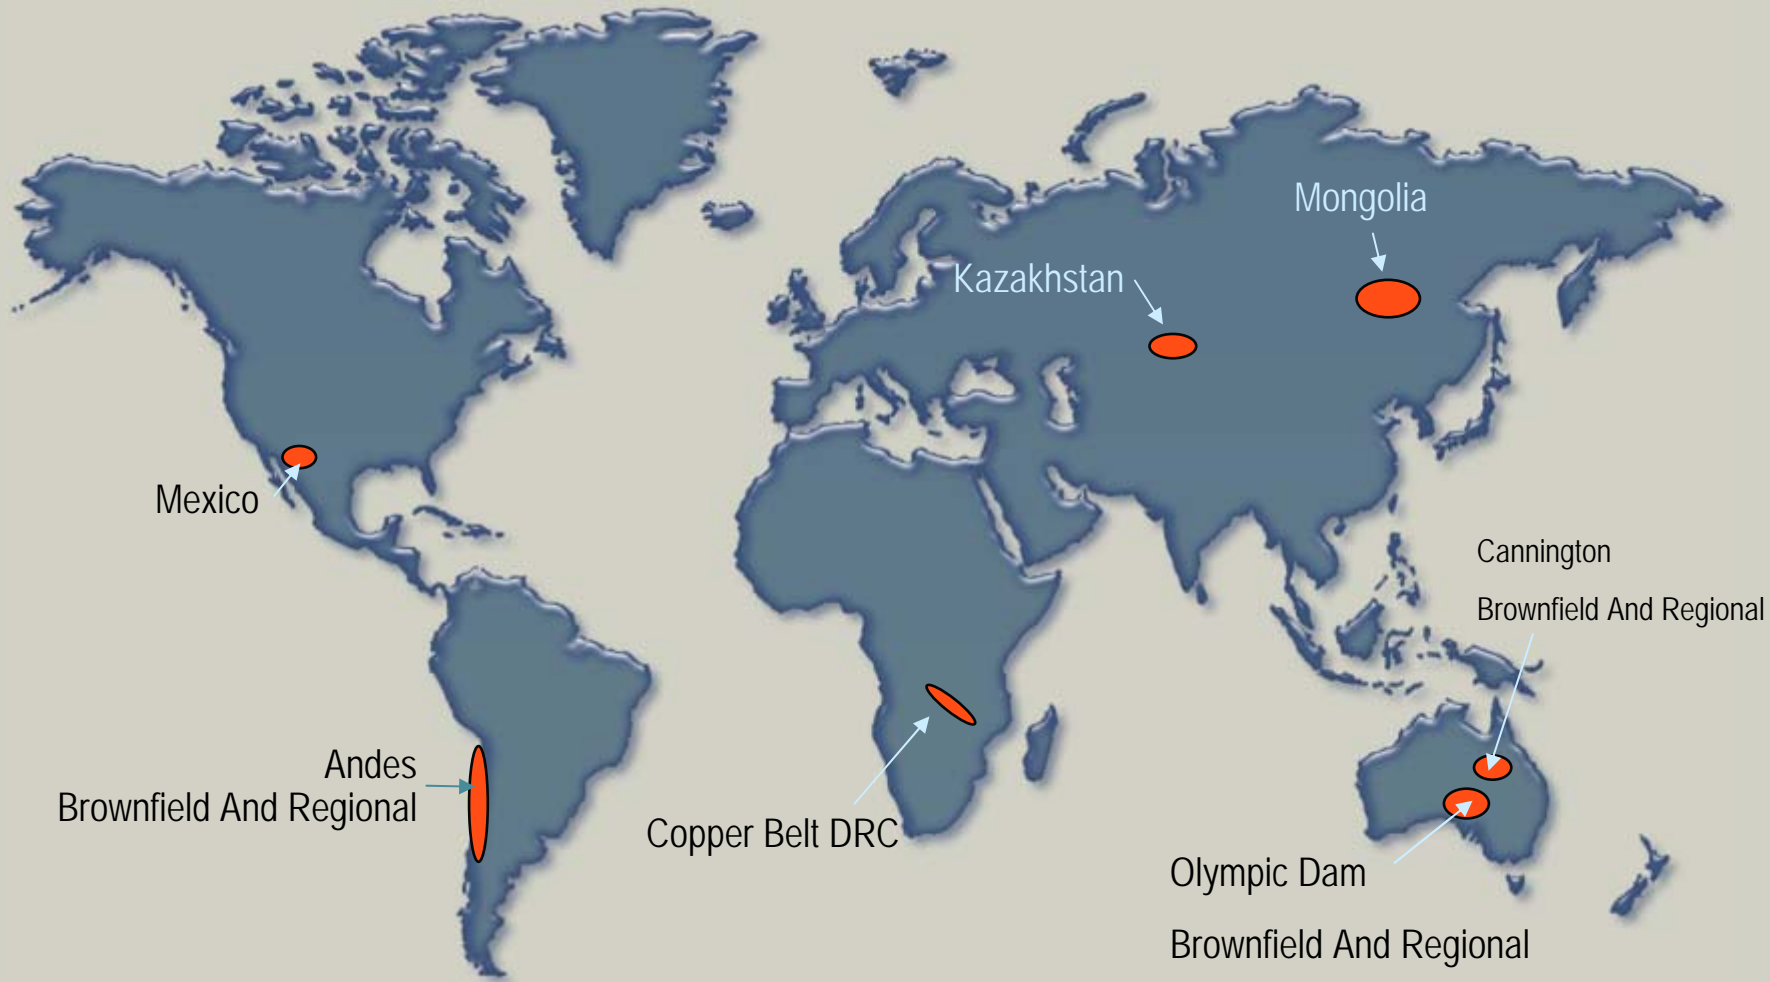 Mongolia
Kazakhstan
Mexico
Cannington
Brownfield And Regional
Andes
Brownfield And Regional
Copper Belt DRC
Olympic Dam
Brownfield And Regional